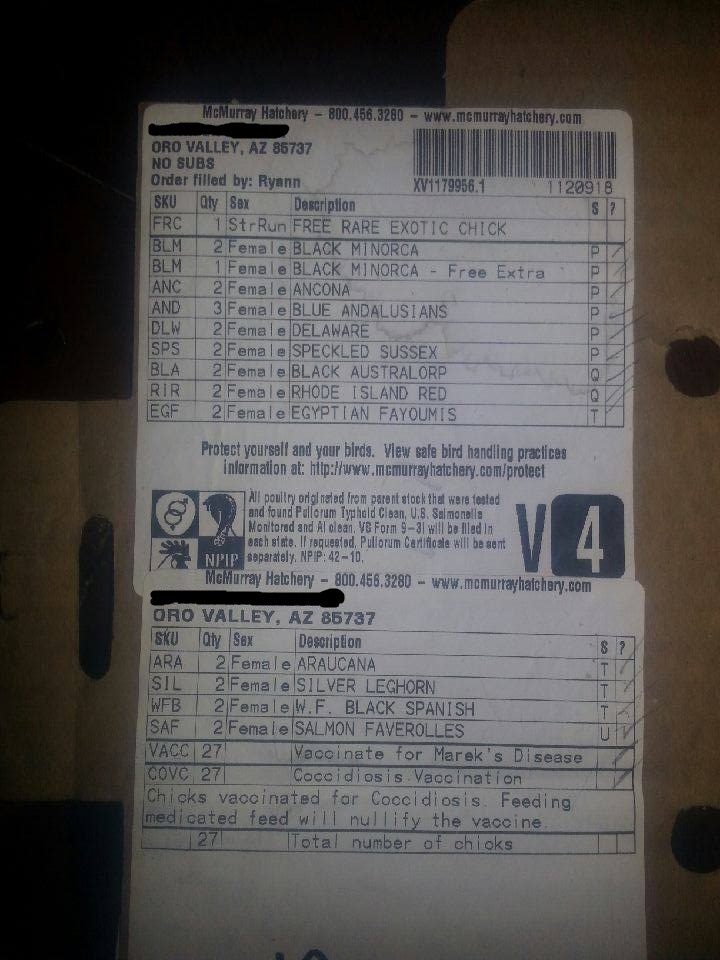 McMurray Hatchery - 800.456.3280 - www.mcmurrayhatchery.com
ORO VALLEY, AZ 85737
NO SUBS
Order filled by: Ryann XV1179956.1 1120918
SKU Qty Sex Description S ?
FRC 1 StrRun FREE RARE EXOTIC CHICK
BLM 2 Female BLACK MINORCA P
BLM 1 Female BLACK MINORCA - Free Extra P
ANC 2 Female ANCONA P
AND 3 Female BLUE ANDALUSIANS P
DLW 2 Female DELAWARE P
SPS 2 Female SPECKLED SUSSEX P
BLA 2 Female BLACK AUSTRALORP Q
RIR 2 Female RHODE ISLAND RED Q
EGF 2 Female EGYPTIAN FAYOUMIS T
Protect yourself and your birds. View safe bird handling practices
information at: http://www.mcmurrayhatchery.com/protect
All poultry originated from parent stock that were tested
and found Pullorum Typhoid Clean, U.S. Salmonella
Monitored and AI clean. VS Form 9-3I will be filed in
each state. If requested, Pullorum Certificate will be sent
separately. NPIP: 42-10.
NPIP
V 4
McMurray Hatchery - 800.456.3280 - www.mcmurrayhatchery.com
ORO VALLEY, AZ 85737
SKU Qty Sex Description S ?
ARA 2 Female ARAUCANA T
SIL 2 Female SILVER LEGHORN T
WFB 2 Female W.F. BLACK SPANISH T
SAF 2 Female SALMON FAVEROLLES U
VACC 27 Vaccinate for Marek's Disease
COVC 27 Coccidiosis Vaccination
Chicks vaccinated for Coccidiosis. Feeding
medicated feed will nullify the vaccine.
27 Total number of chicks